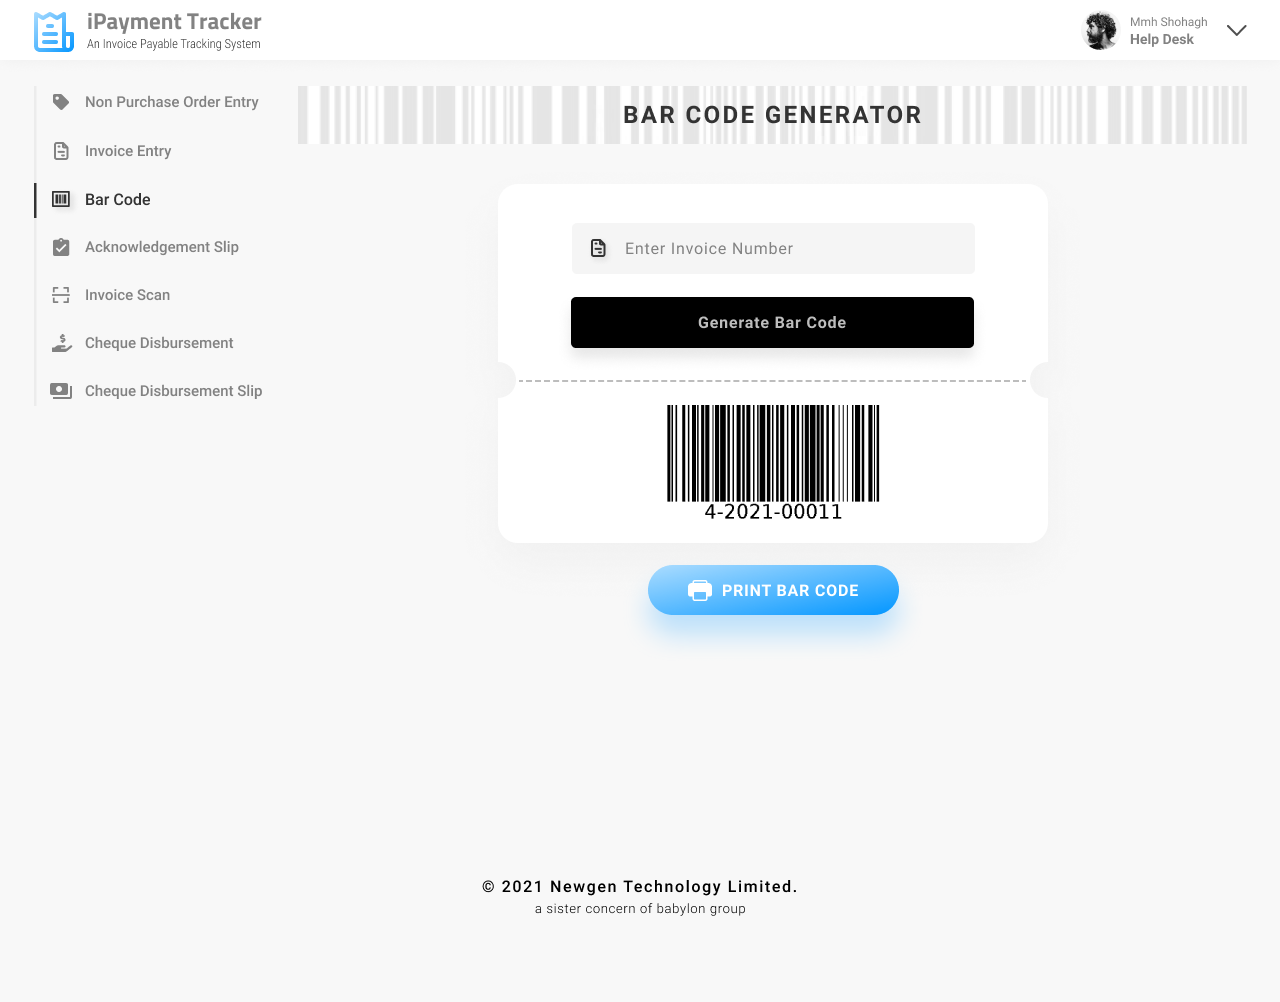 iPayment Tracker
An Invoice Payable Tracking System
Mmh Shohagh
Help Desk
Non Purchase Order Entry
Invoice Entry
Bar Code
Acknowledgement Slip
Invoice Scan
Cheque Disbursement
Cheque Disbursement Slip
BAR CODE GENERATOR
Enter Invoice Number
Generate Bar Code
4-2021-00011
PRINT BAR CODE
© 2021 Newgen Technology Limited.
a sister concern of babylon group